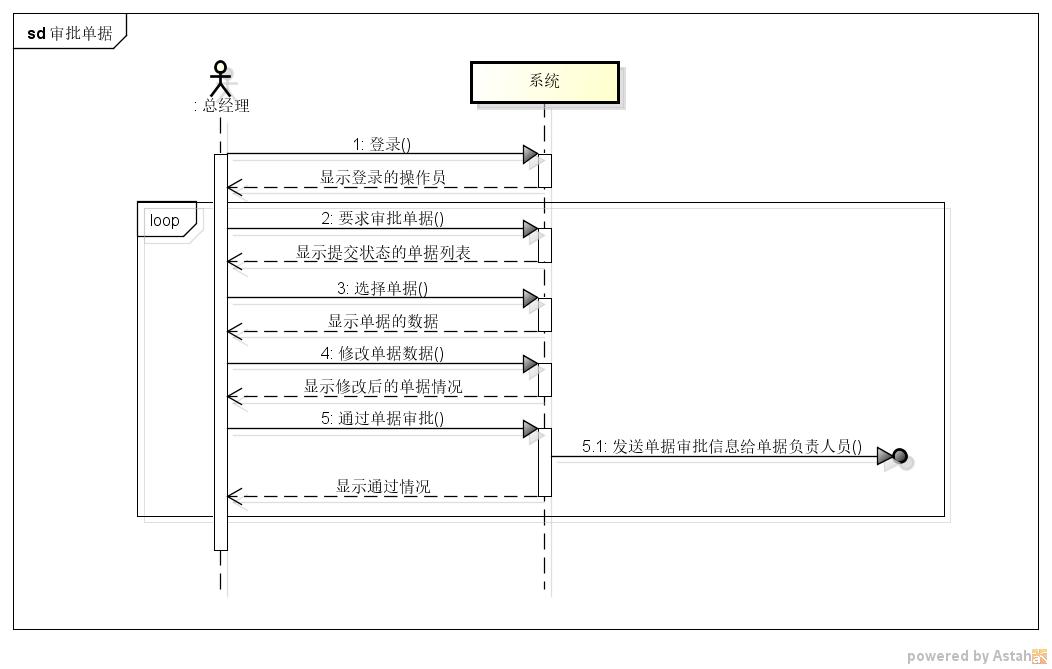 sd 审批单据
: 总经理
系统
1: 登录()
显示登录的操作员
loop
2: 要求审批单据()
显示提交状态的单据列表
3: 选择单据()
显示单据的数据
4: 修改单据数据()
显示修改后的单据情况
5: 通过单据审批()
5.1: 发送单据审批信息给单据负责人员()
显示通过情况
powered by Astah